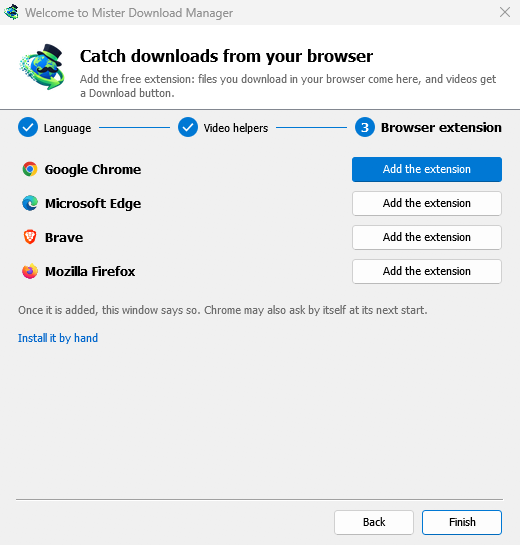 Welcome to Mister Download Manager
Catch downloads from your browser
Add the free extension: files you download in your browser come here, and videos get
a Download button.
Language
Video helpers
3 Browser extension
Google Chrome
Add the extension
Microsoft Edge
Add the extension
Brave
Add the extension
Mozilla Firefox
Add the extension
Once it is added, this window says so. Chrome may also ask by itself at its next start.
Install it by hand
Back
Finish